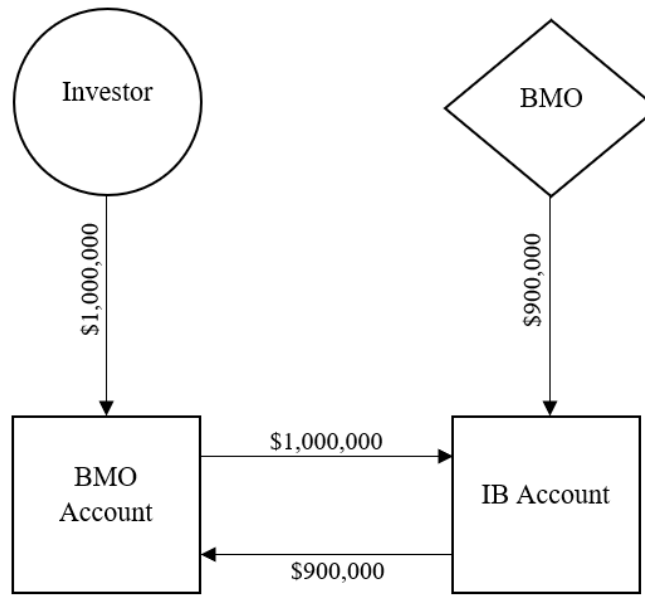 Investor
BMO
$1,000,000
$900,000
BMO
Account
$1,000,000
IB Account
$900,000